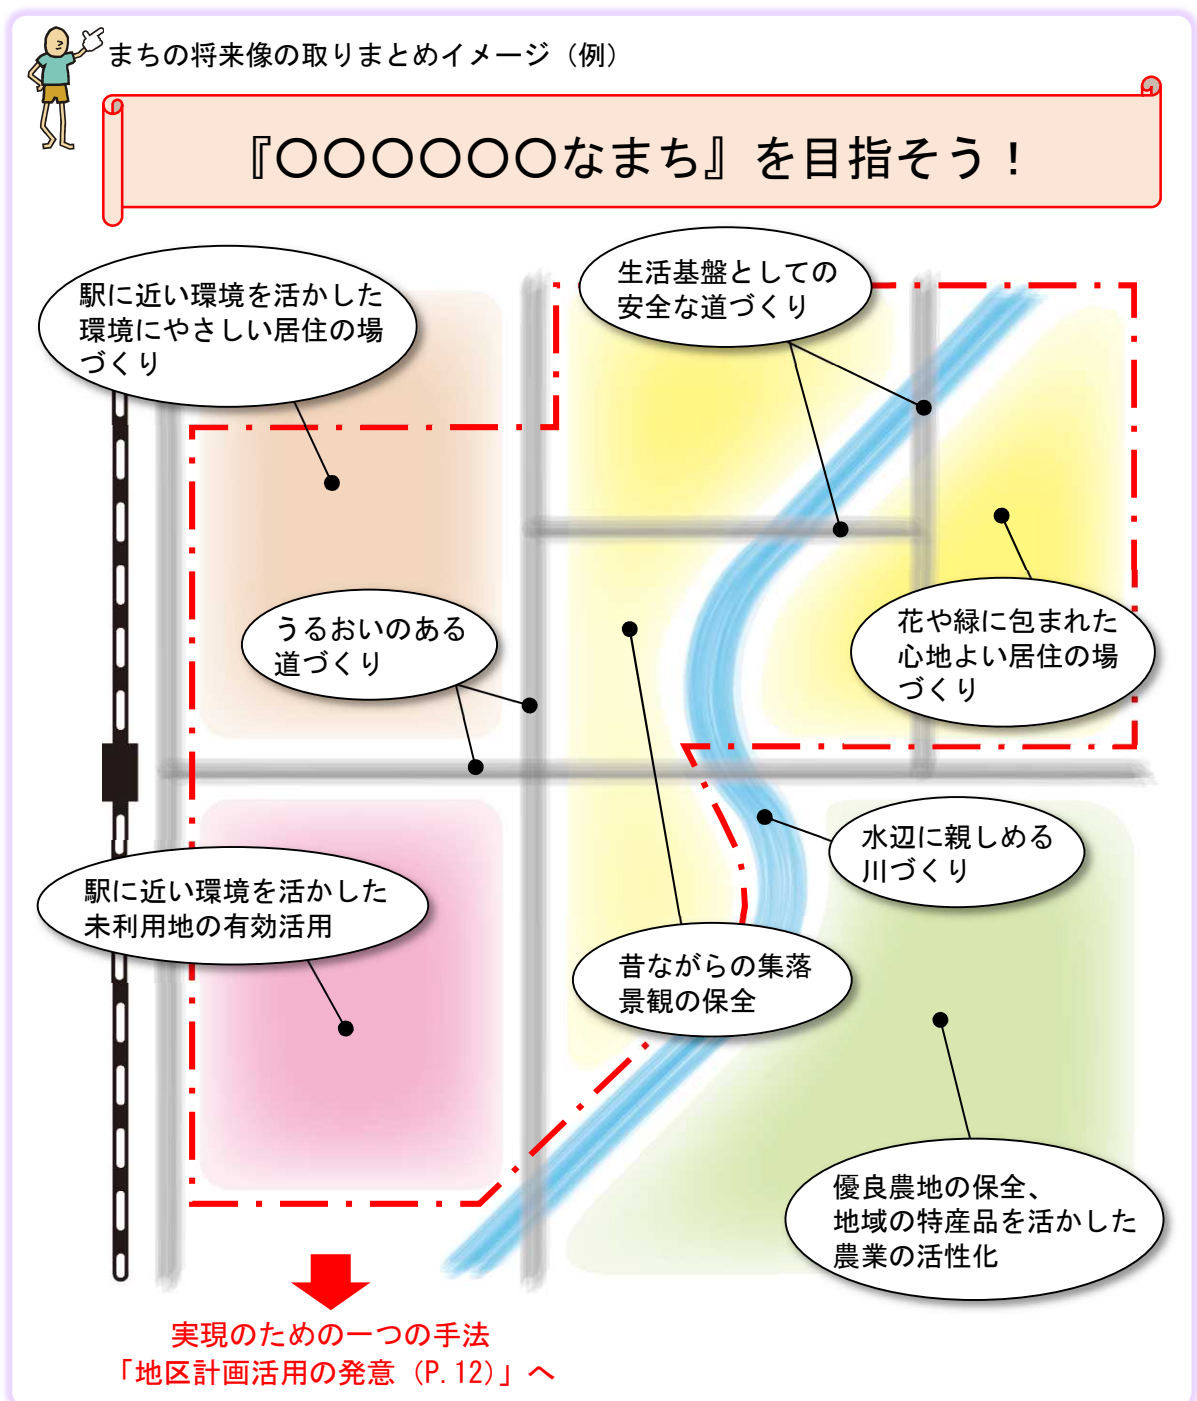 まちの将来像の取りまとめイメージ（例）
『〇〇〇〇〇〇なまち』を目指そう！
駅に近い環境を活かした
環境にやさしい居住の場
づくり
生活基盤としての
安全な道づくり
うるおいのある
道づくり
花や緑に包まれた
心地よい居住の場
づくり
水辺に親しめる
川づくり
駅に近い環境を活かした
未利用地の有効活用
昔ながらの集落
景観の保全
優良農地の保全、
地域の特産品を活かした
農業の活性化
実現のための一つの手法
「地区計画活用の発意（P.12)」へ